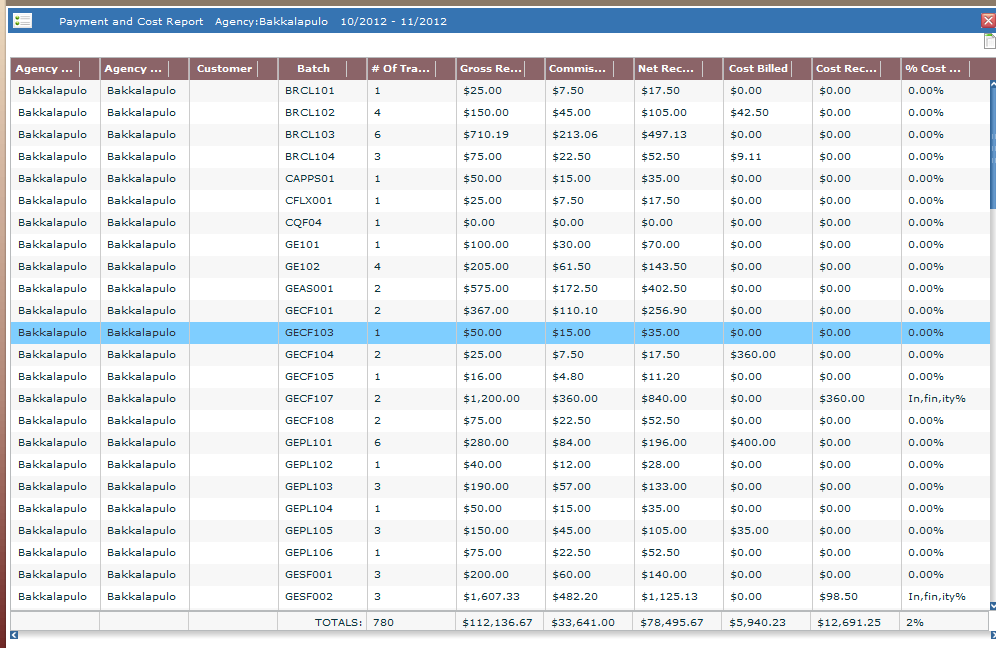 Payment and Cost Report Agency:Bakkalapulo 10/2012 - 11/2012
Agency ... Agency ... Customer Batch # Of Tra... Gross Re... Commis... Net Rec... Cost Billed Cost Rec... % Cost ...
Bakkalapulo Bakkalapulo BRCL101 1 $25.00 $7.50 $17.50 $0.00 $0.00 0.00%
Bakkalapulo Bakkalapulo BRCL102 4 $150.00 $45.00 $105.00 $42.50 $0.00 0.00%
Bakkalapulo Bakkalapulo BRCL103 6 $710.19 $213.06 $497.13 $0.00 $0.00 0.00%
Bakkalapulo Bakkalapulo BRCL104 3 $75.00 $22.50 $52.50 $9.11 $0.00 0.00%
Bakkalapulo Bakkalapulo CAPPS01 1 $50.00 $15.00 $35.00 $0.00 $0.00 0.00%
Bakkalapulo Bakkalapulo CFLX001 1 $25.00 $7.50 $17.50 $0.00 $0.00 0.00%
Bakkalapulo Bakkalapulo CQF04 1 $0.00 $0.00 $0.00 $0.00 $0.00 0.00%
Bakkalapulo Bakkalapulo GE101 1 $100.00 $30.00 $70.00 $0.00 $0.00 0.00%
Bakkalapulo Bakkalapulo GE102 4 $205.00 $61.50 $143.50 $0.00 $0.00 0.00%
Bakkalapulo Bakkalapulo GEAS001 2 $575.00 $172.50 $402.50 $0.00 $0.00 0.00%
Bakkalapulo Bakkalapulo GECF101 2 $367.00 $110.10 $256.90 $0.00 $0.00 0.00%
Bakkalapulo Bakkalapulo GECF103 1 $50.00 $15.00 $35.00 $0.00 $0.00 0.00%
Bakkalapulo Bakkalapulo GECF104 2 $25.00 $7.50 $17.50 $360.00 $0.00 0.00%
Bakkalapulo Bakkalapulo GECF105 1 $16.00 $4.80 $11.20 $0.00 $0.00 0.00%
Bakkalapulo Bakkalapulo GECF107 2 $1,200.00 $360.00 $840.00 $0.00 $360.00 In,fin,ity%
Bakkalapulo Bakkalapulo GECF108 2 $75.00 $22.50 $52.50 $0.00 $0.00 0.00%
Bakkalapulo Bakkalapulo GEPL101 6 $280.00 $84.00 $196.00 $400.00 $0.00 0.00%
Bakkalapulo Bakkalapulo GEPL102 1 $40.00 $12.00 $28.00 $0.00 $0.00 0.00%
Bakkalapulo Bakkalapulo GEPL103 3 $190.00 $57.00 $133.00 $0.00 $0.00 0.00%
Bakkalapulo Bakkalapulo GEPL104 1 $50.00 $15.00 $35.00 $0.00 $0.00 0.00%
Bakkalapulo Bakkalapulo GEPL105 3 $150.00 $45.00 $105.00 $35.00 $0.00 0.00%
Bakkalapulo Bakkalapulo GEPL106 1 $75.00 $22.50 $52.50 $0.00 $0.00 0.00%
Bakkalapulo Bakkalapulo GESF001 3 $200.00 $60.00 $140.00 $0.00 $0.00 0.00%
Bakkalapulo Bakkalapulo GESF002 3 $1,607.33 $482.20 $1,125.13 $0.00 $98.50 In,fin,ity%
TOTALS: 780 $112,136.67 $33,641.00 $78,495.67 $5,940.23 $12,691.25 2%